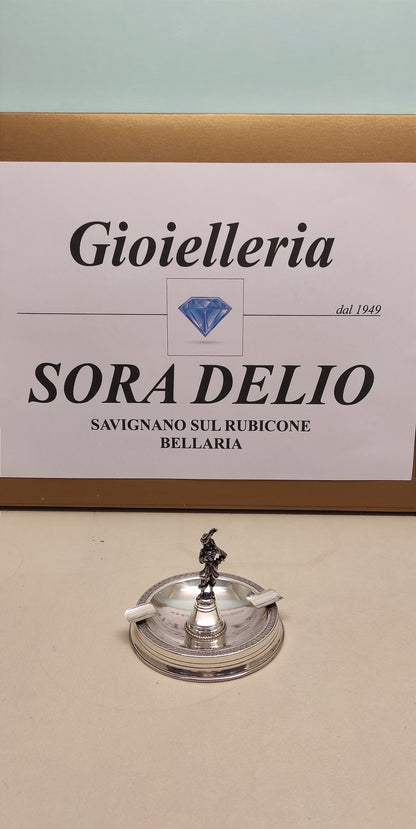 Gioielleria
dal 1949
SORA DELIO
SAVIGNANO SUL RUBICONE
BELLARIA